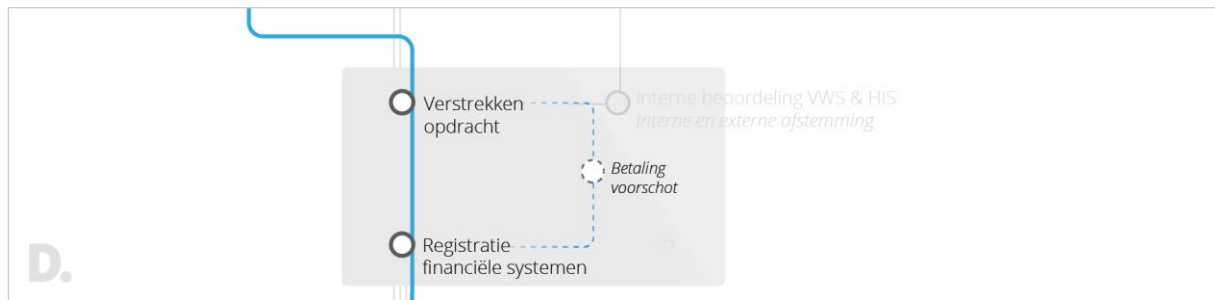 Verstrekken
opdracht
Interne beoordeling VWS & HIS
Interne en externe afstemming
Betaling
voorschot
Registratie
financiële systemen
D.